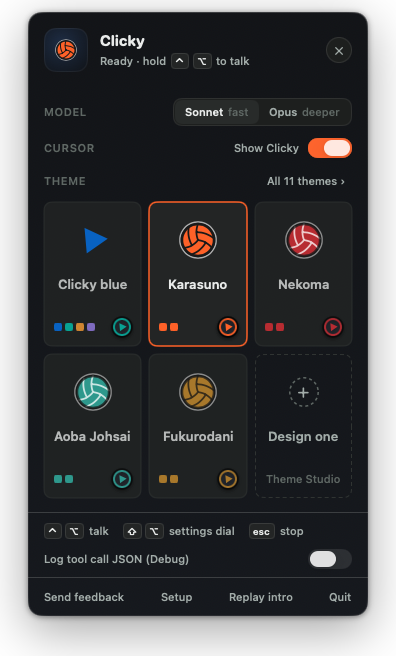 Clicky
Ready · hold ^ ⌥ to talk
MODEL Sonnet fast Opus deeper
CURSOR Show Clicky
THEME All 11 themes ›
Clicky blue Karasuno Nekoma
Aoba Johsai Fukurodani Design one
Theme Studio
^ ⌥ talk ⇧ ⌥ settings dial esc stop
Log tool call JSON (Debug)
Send feedback Setup Replay intro Quit